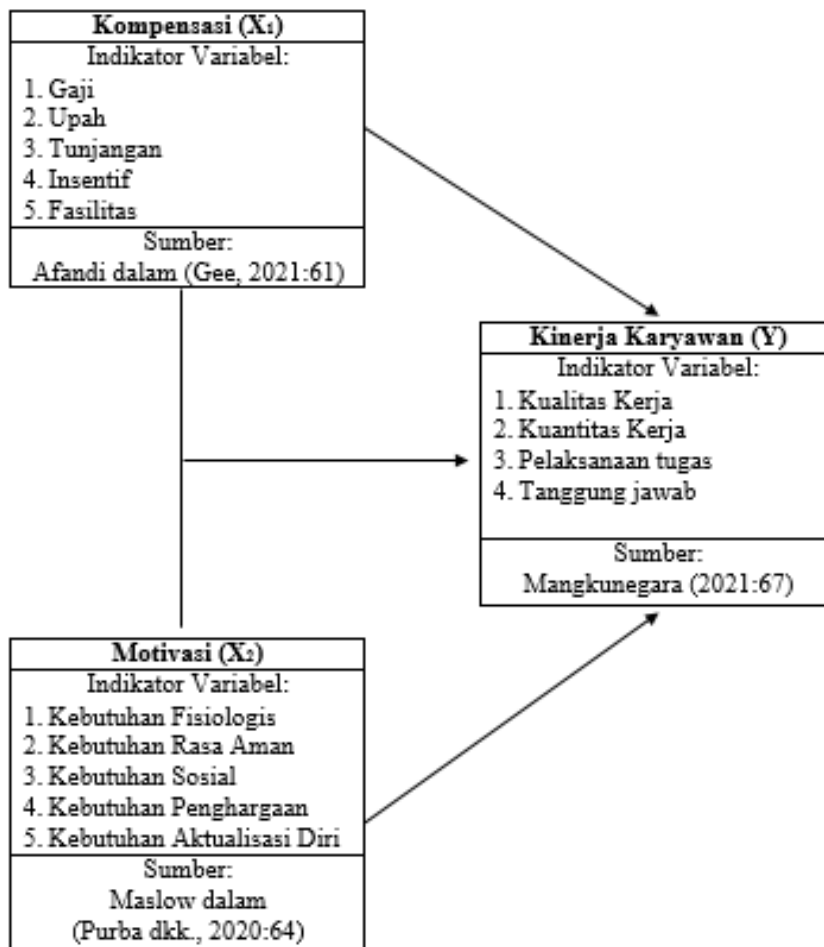 Kompensasi (X₁)
Indikator Variabel:
1. Gaji
2. Upah
3. Tunjangan
4. Insentif
5. Fasilitas
Sumber:
Afandi dalam (Gee, 2021:61)
Kinerja Karyawan (Y)
Indikator Variabel:
1. Kualitas Kerja
2. Kuantitas Kerja
3. Pelaksanaan tugas
4. Tanggung jawab
Sumber:
Mangkunegara (2021:67)
Motivasi (X₂)
Indikator Variabel:
1. Kebutuhan Fisiologis
2. Kebutuhan Rasa Aman
3. Kebutuhan Sosial
4. Kebutuhan Penghargaan
5. Kebutuhan Aktualisasi Diri
Sumber:
Maslow dalam
(Purba dkk., 2020:64)